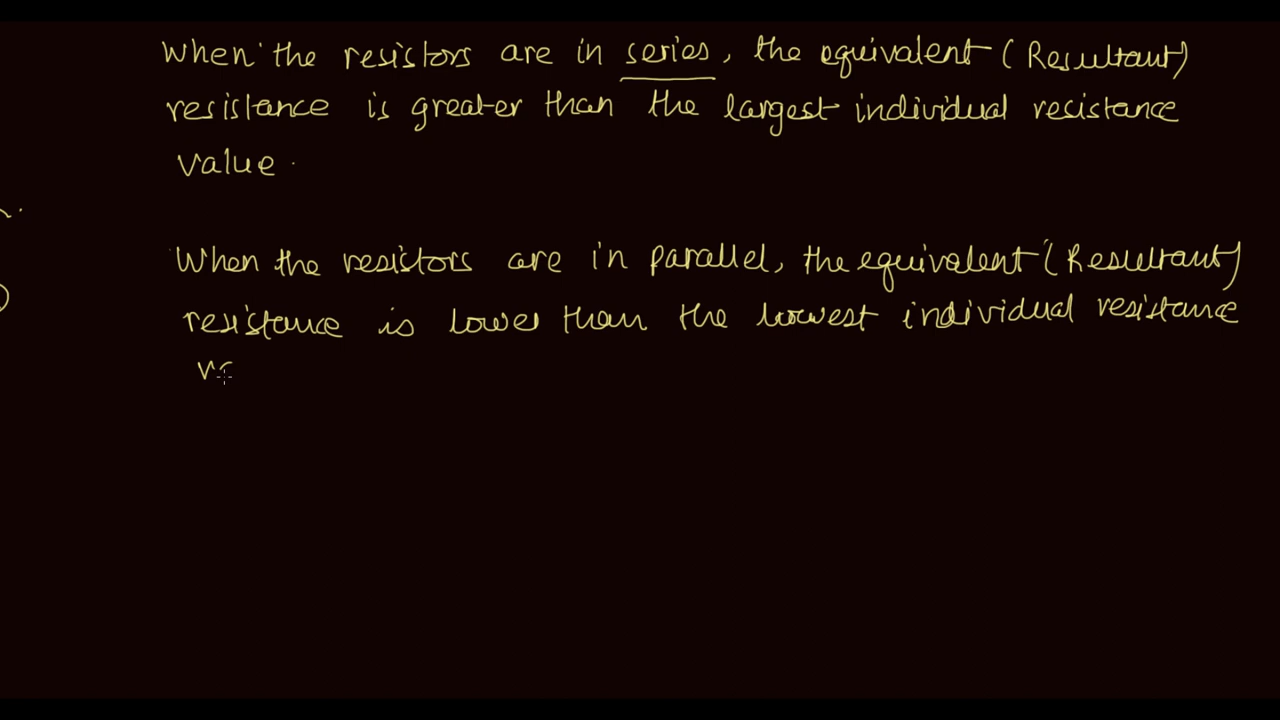 When the resistors are in series, the equivalent (Resultant)
resistance is greater than the largest individual resistance
value.
When the resistors are in parallel, the equivalent (Resultant)
resistance is lower than the lowest individual resistance